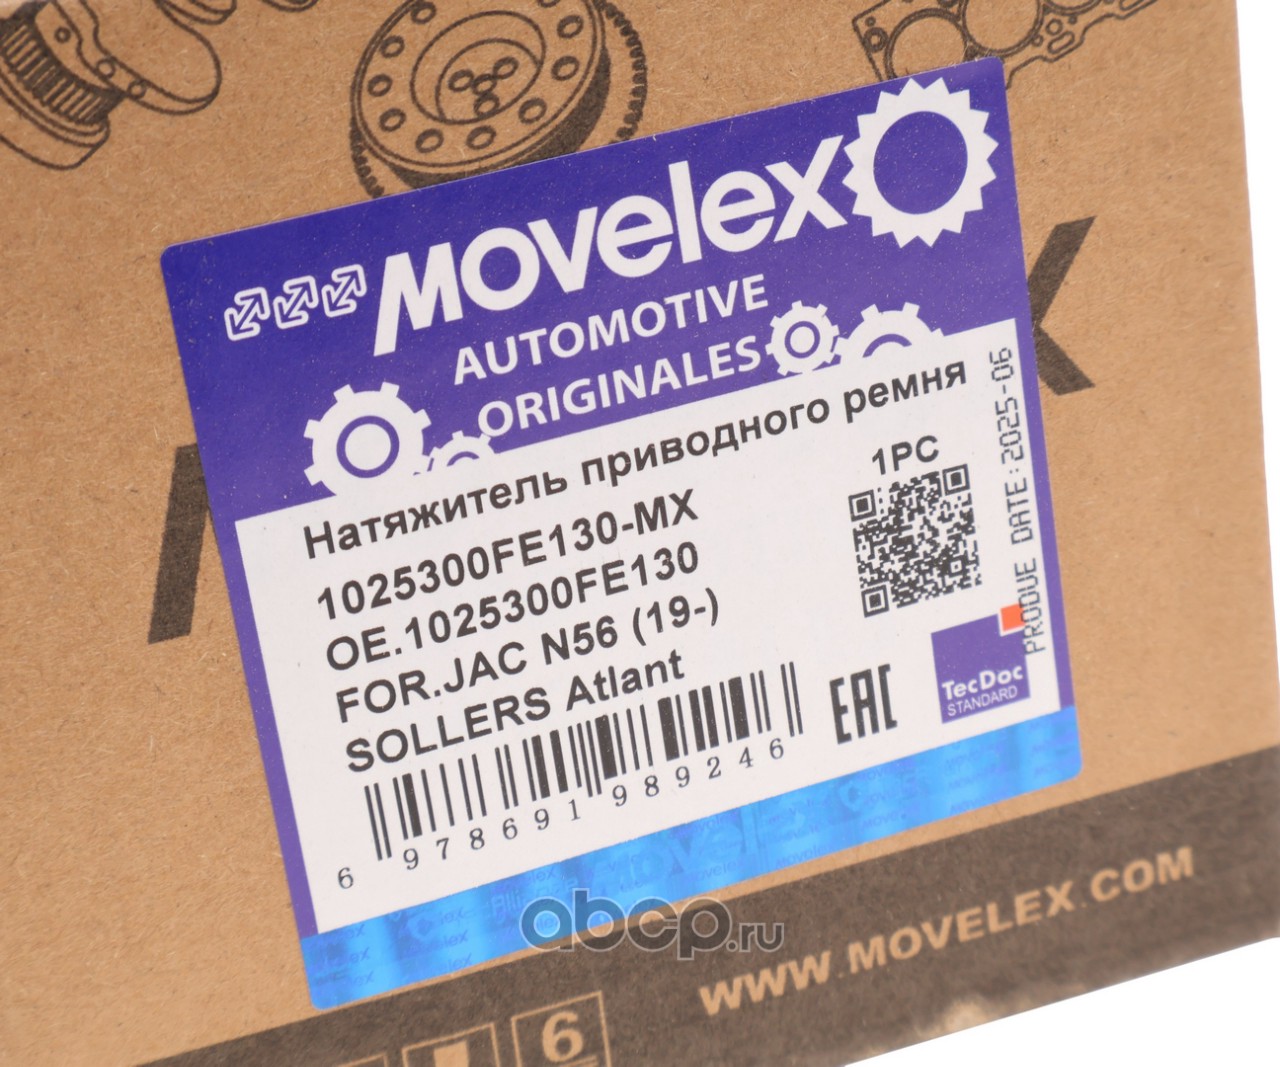 MOVelex
AUTOMOTIVE
ORIGINALES
Натяжитель приводного ремня
1025300FE130-MX
OE.1025300FE130
FOR.JAC N56 (19-)
SOLLERS Atlant
1PC
PRODUE DATE:2025-06
EAC
TecDoc
STANDARD
6 978691 989246
abcp.ru
WWW.MOVELEX.COM
6